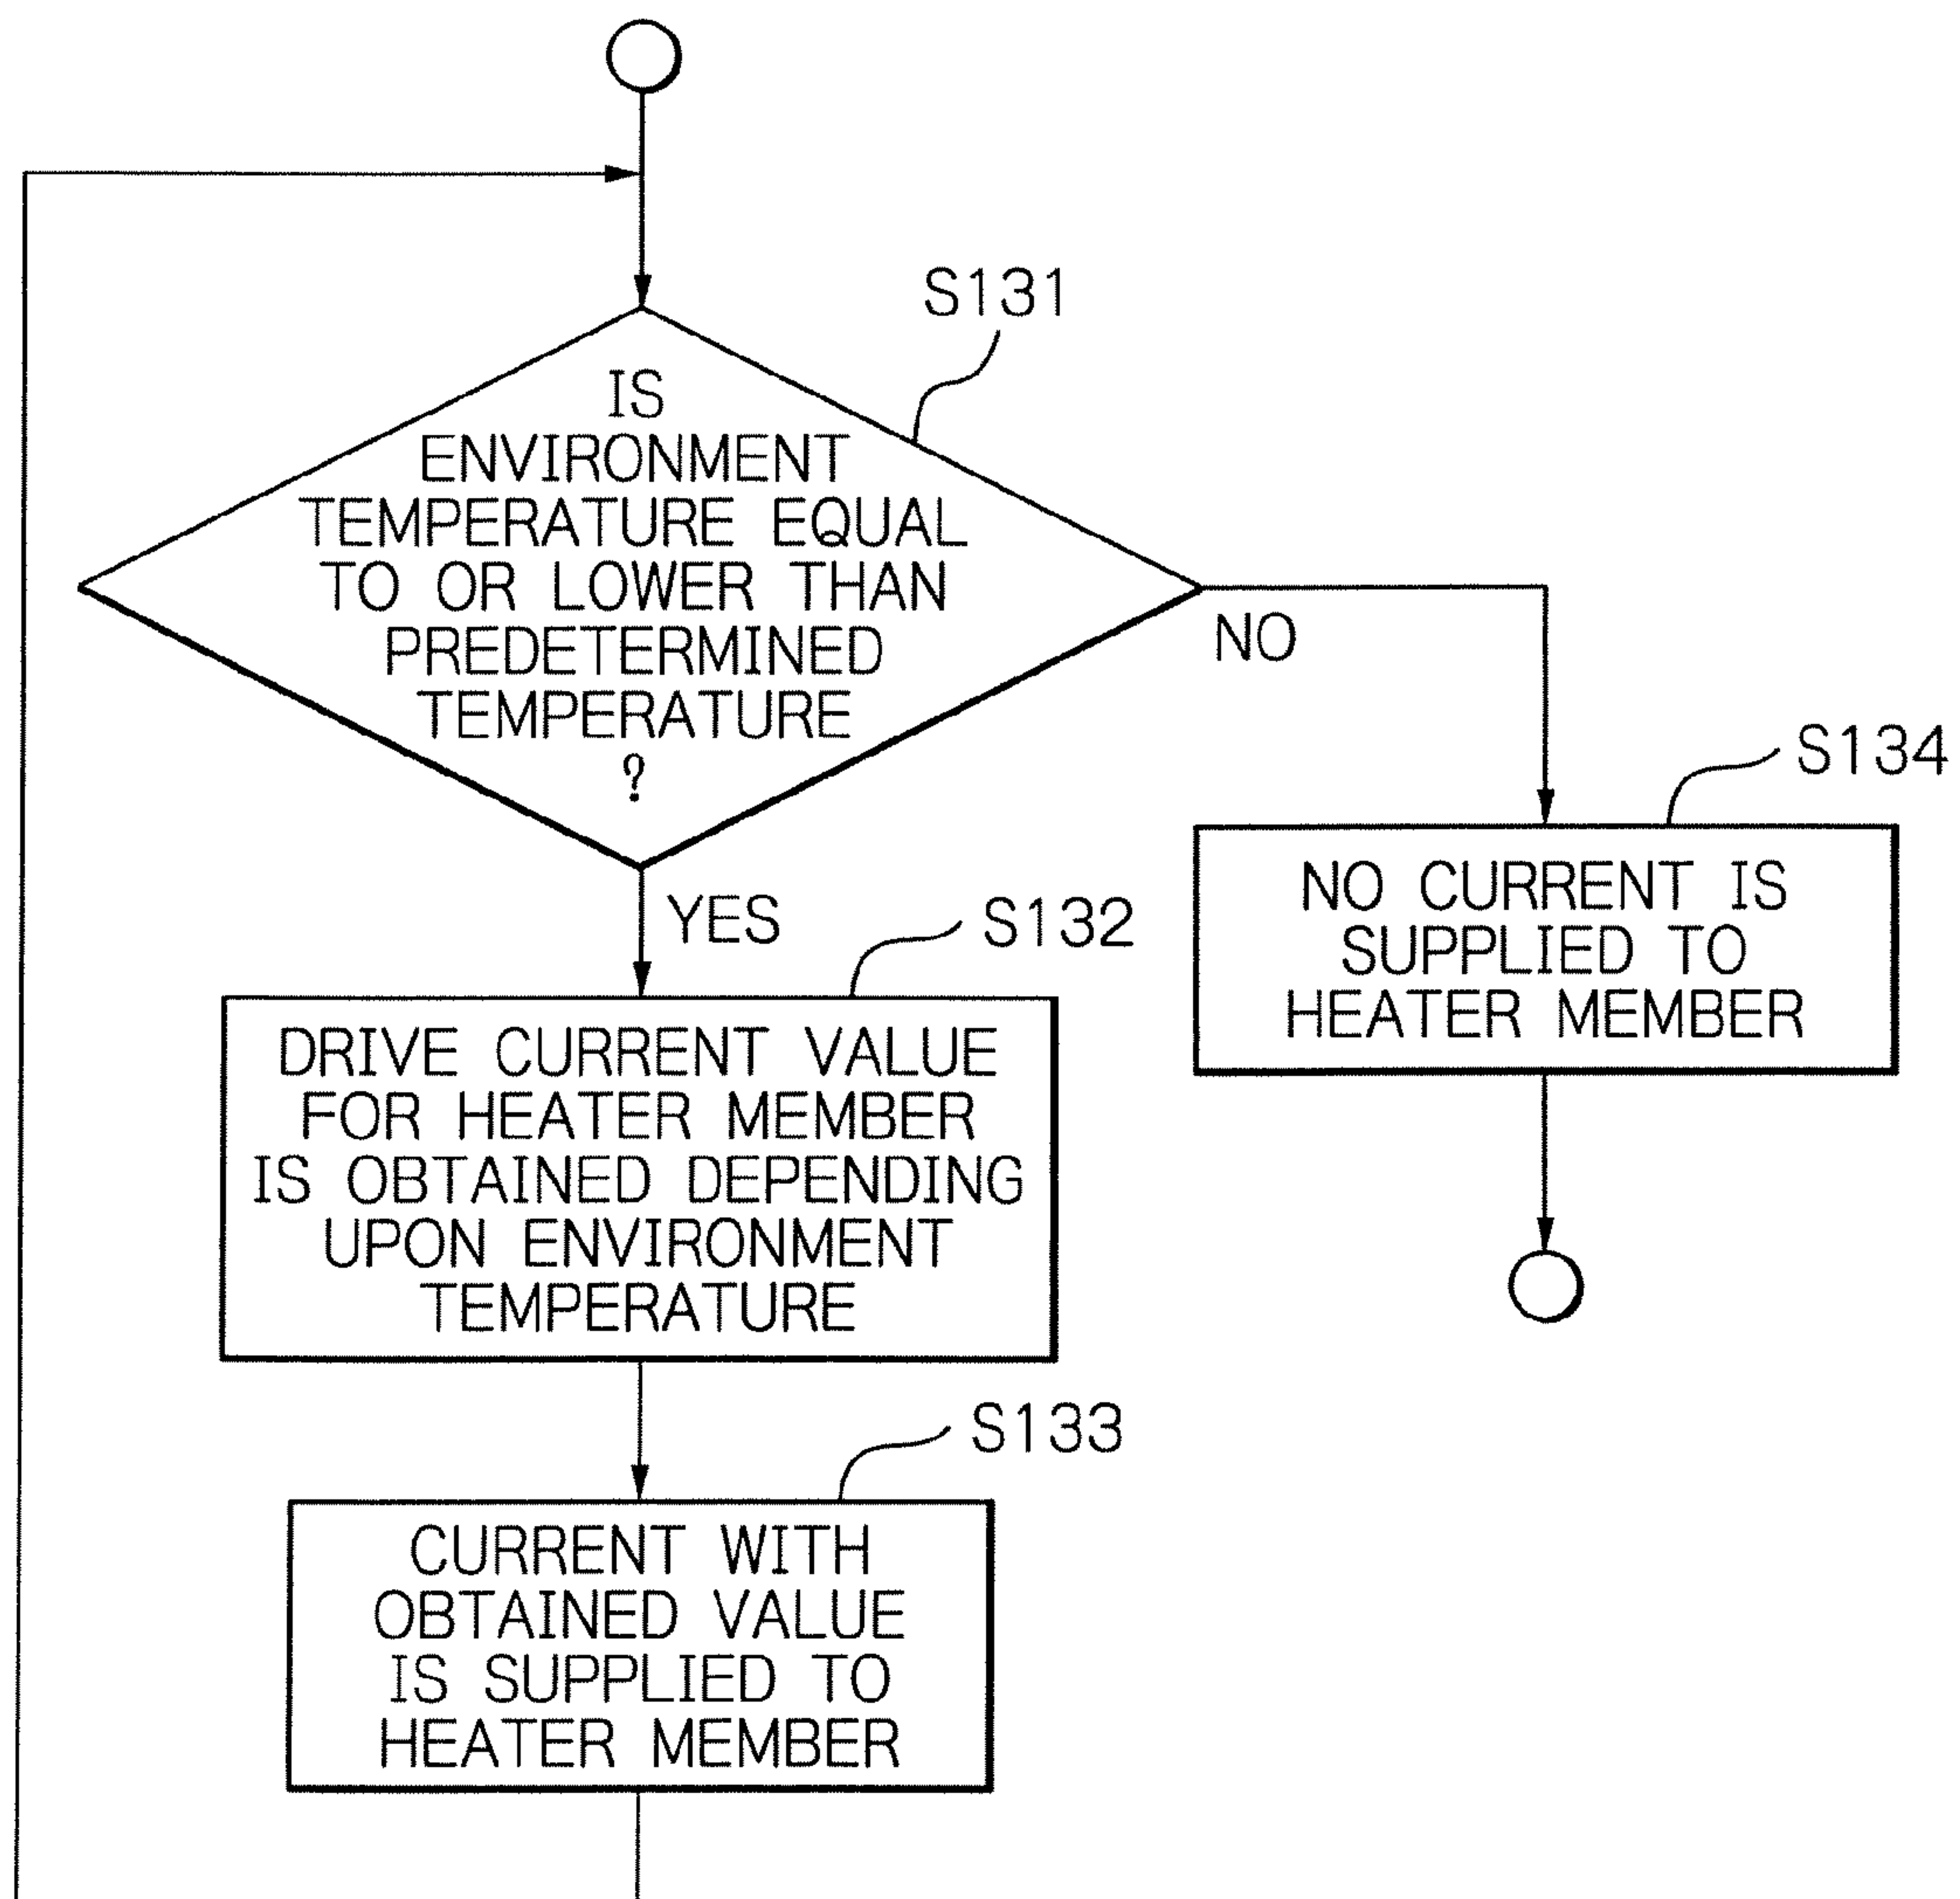 S131
IS
ENVIRONMENT
TEMPERATURE EQUAL
TO OR LOWER THAN
PREDETERMINED
TEMPERATURE
?
NO
YES
S132
DRIVE CURRENT VALUE
FOR HEATER MEMBER
IS OBTAINED DEPENDING
UPON ENVIRONMENT
TEMPERATURE
S133
CURRENT WITH
OBTAINED VALUE
IS SUPPLIED TO
HEATER MEMBER
S134
NO CURRENT IS
SUPPLIED TO
HEATER MEMBER